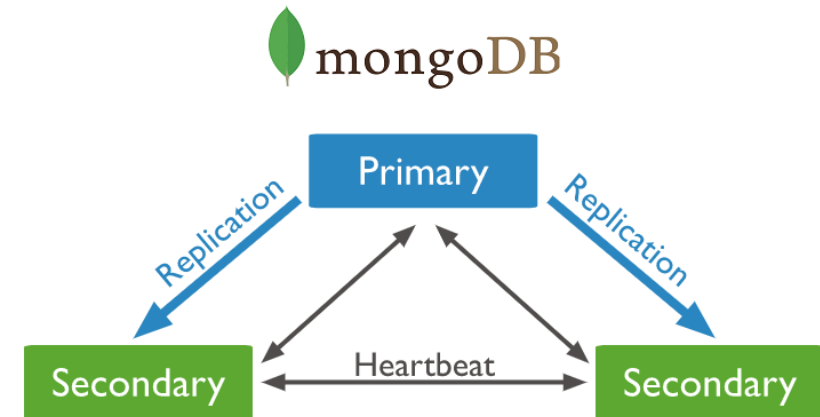 mongoDB
Primary
Replication
Replication
Heartbeat
Secondary
Secondary